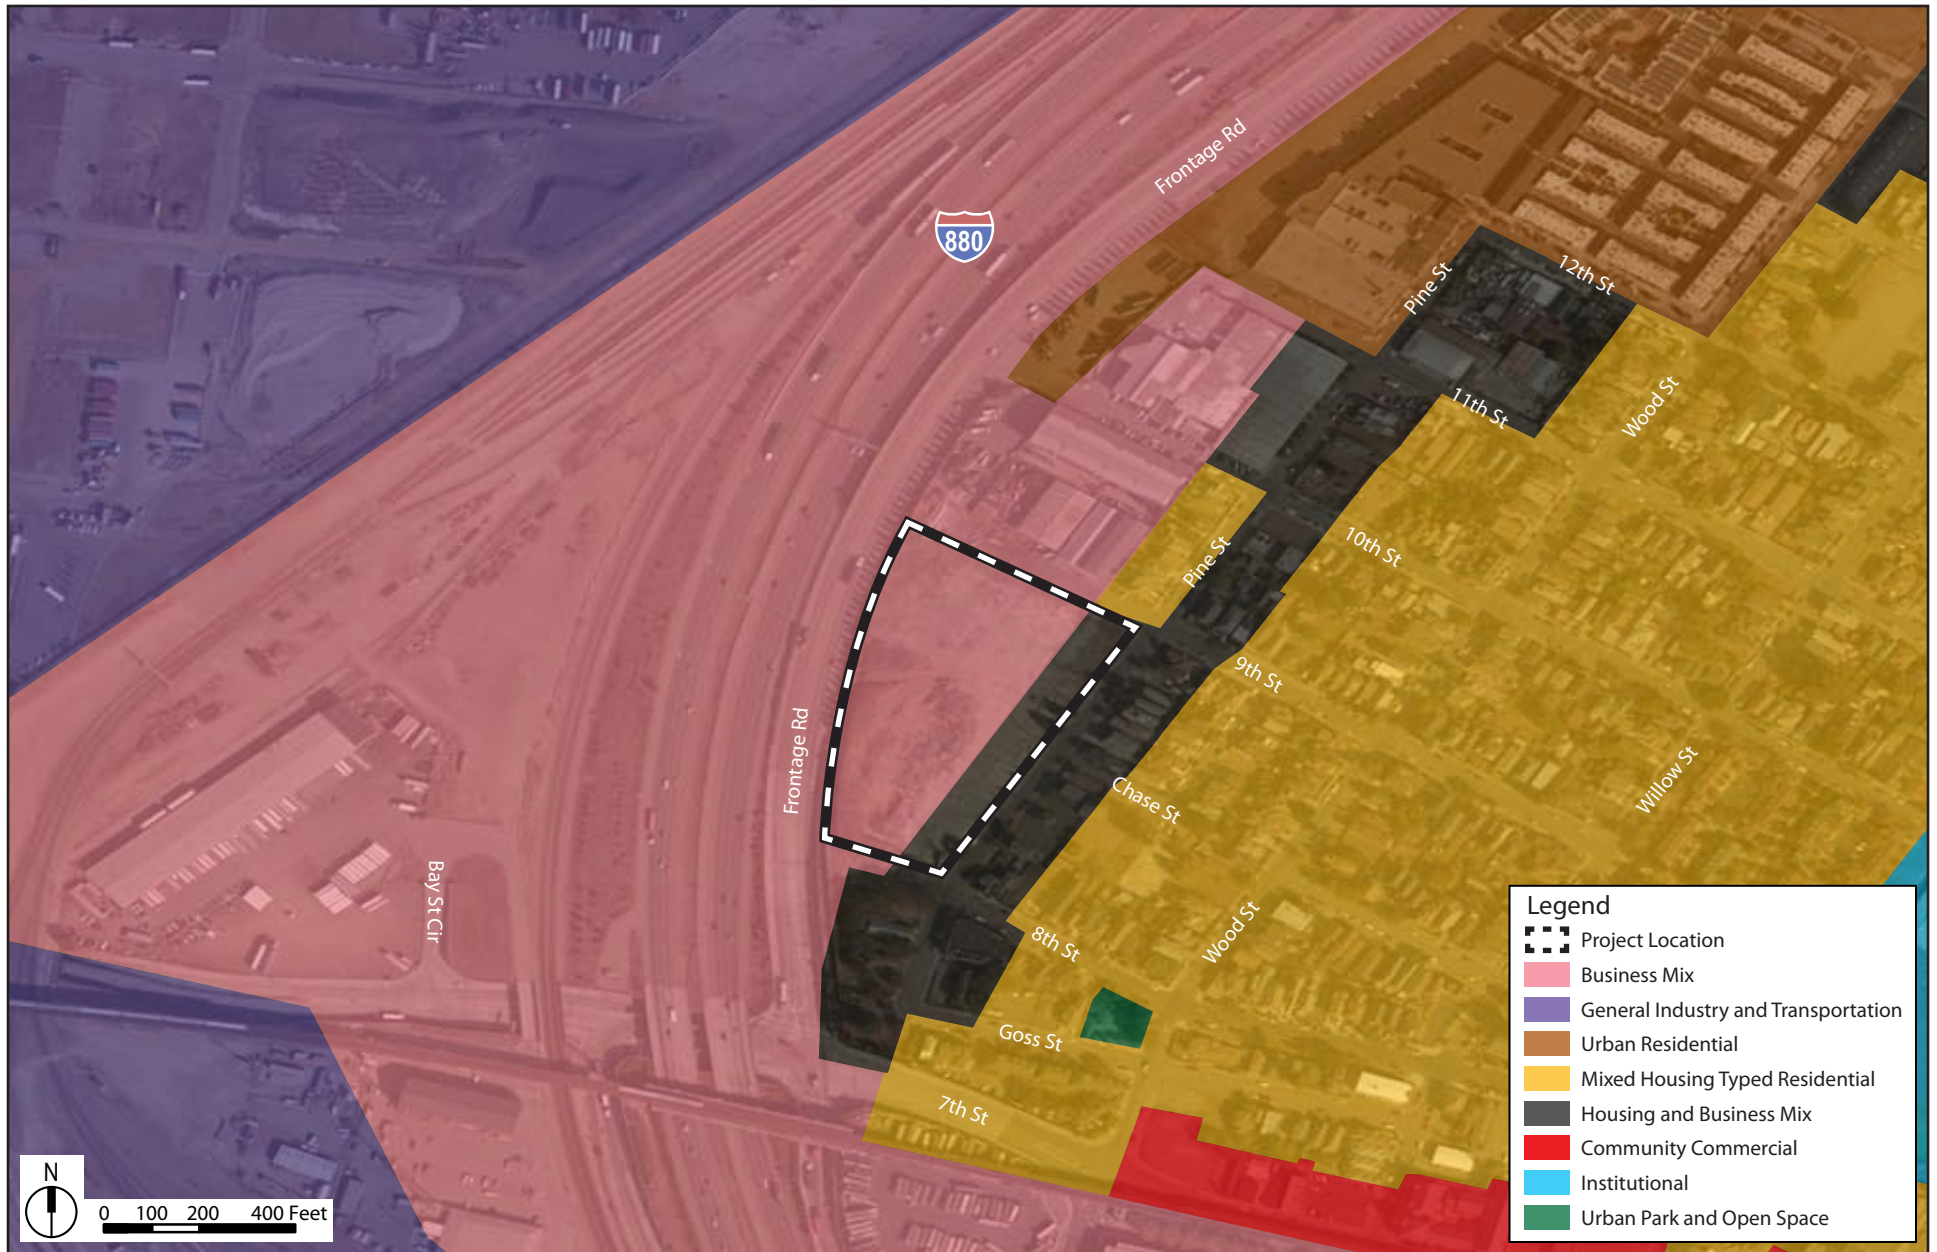 Frontage Rd
880
12th St
Pine St
11th St
Wood St
10th St
Pine St
9th St
Frontage Rd
Chase St
Willow St
Bay St Cir
8th St
Wood St
Goss St
7th St
Legend
Project Location
Business Mix
General Industry and Transportation
Urban Residential
Mixed Housing Typed Residential
Housing and Business Mix
Community Commercial
Institutional
Urban Park and Open Space
N
0 100 200 400 Feet